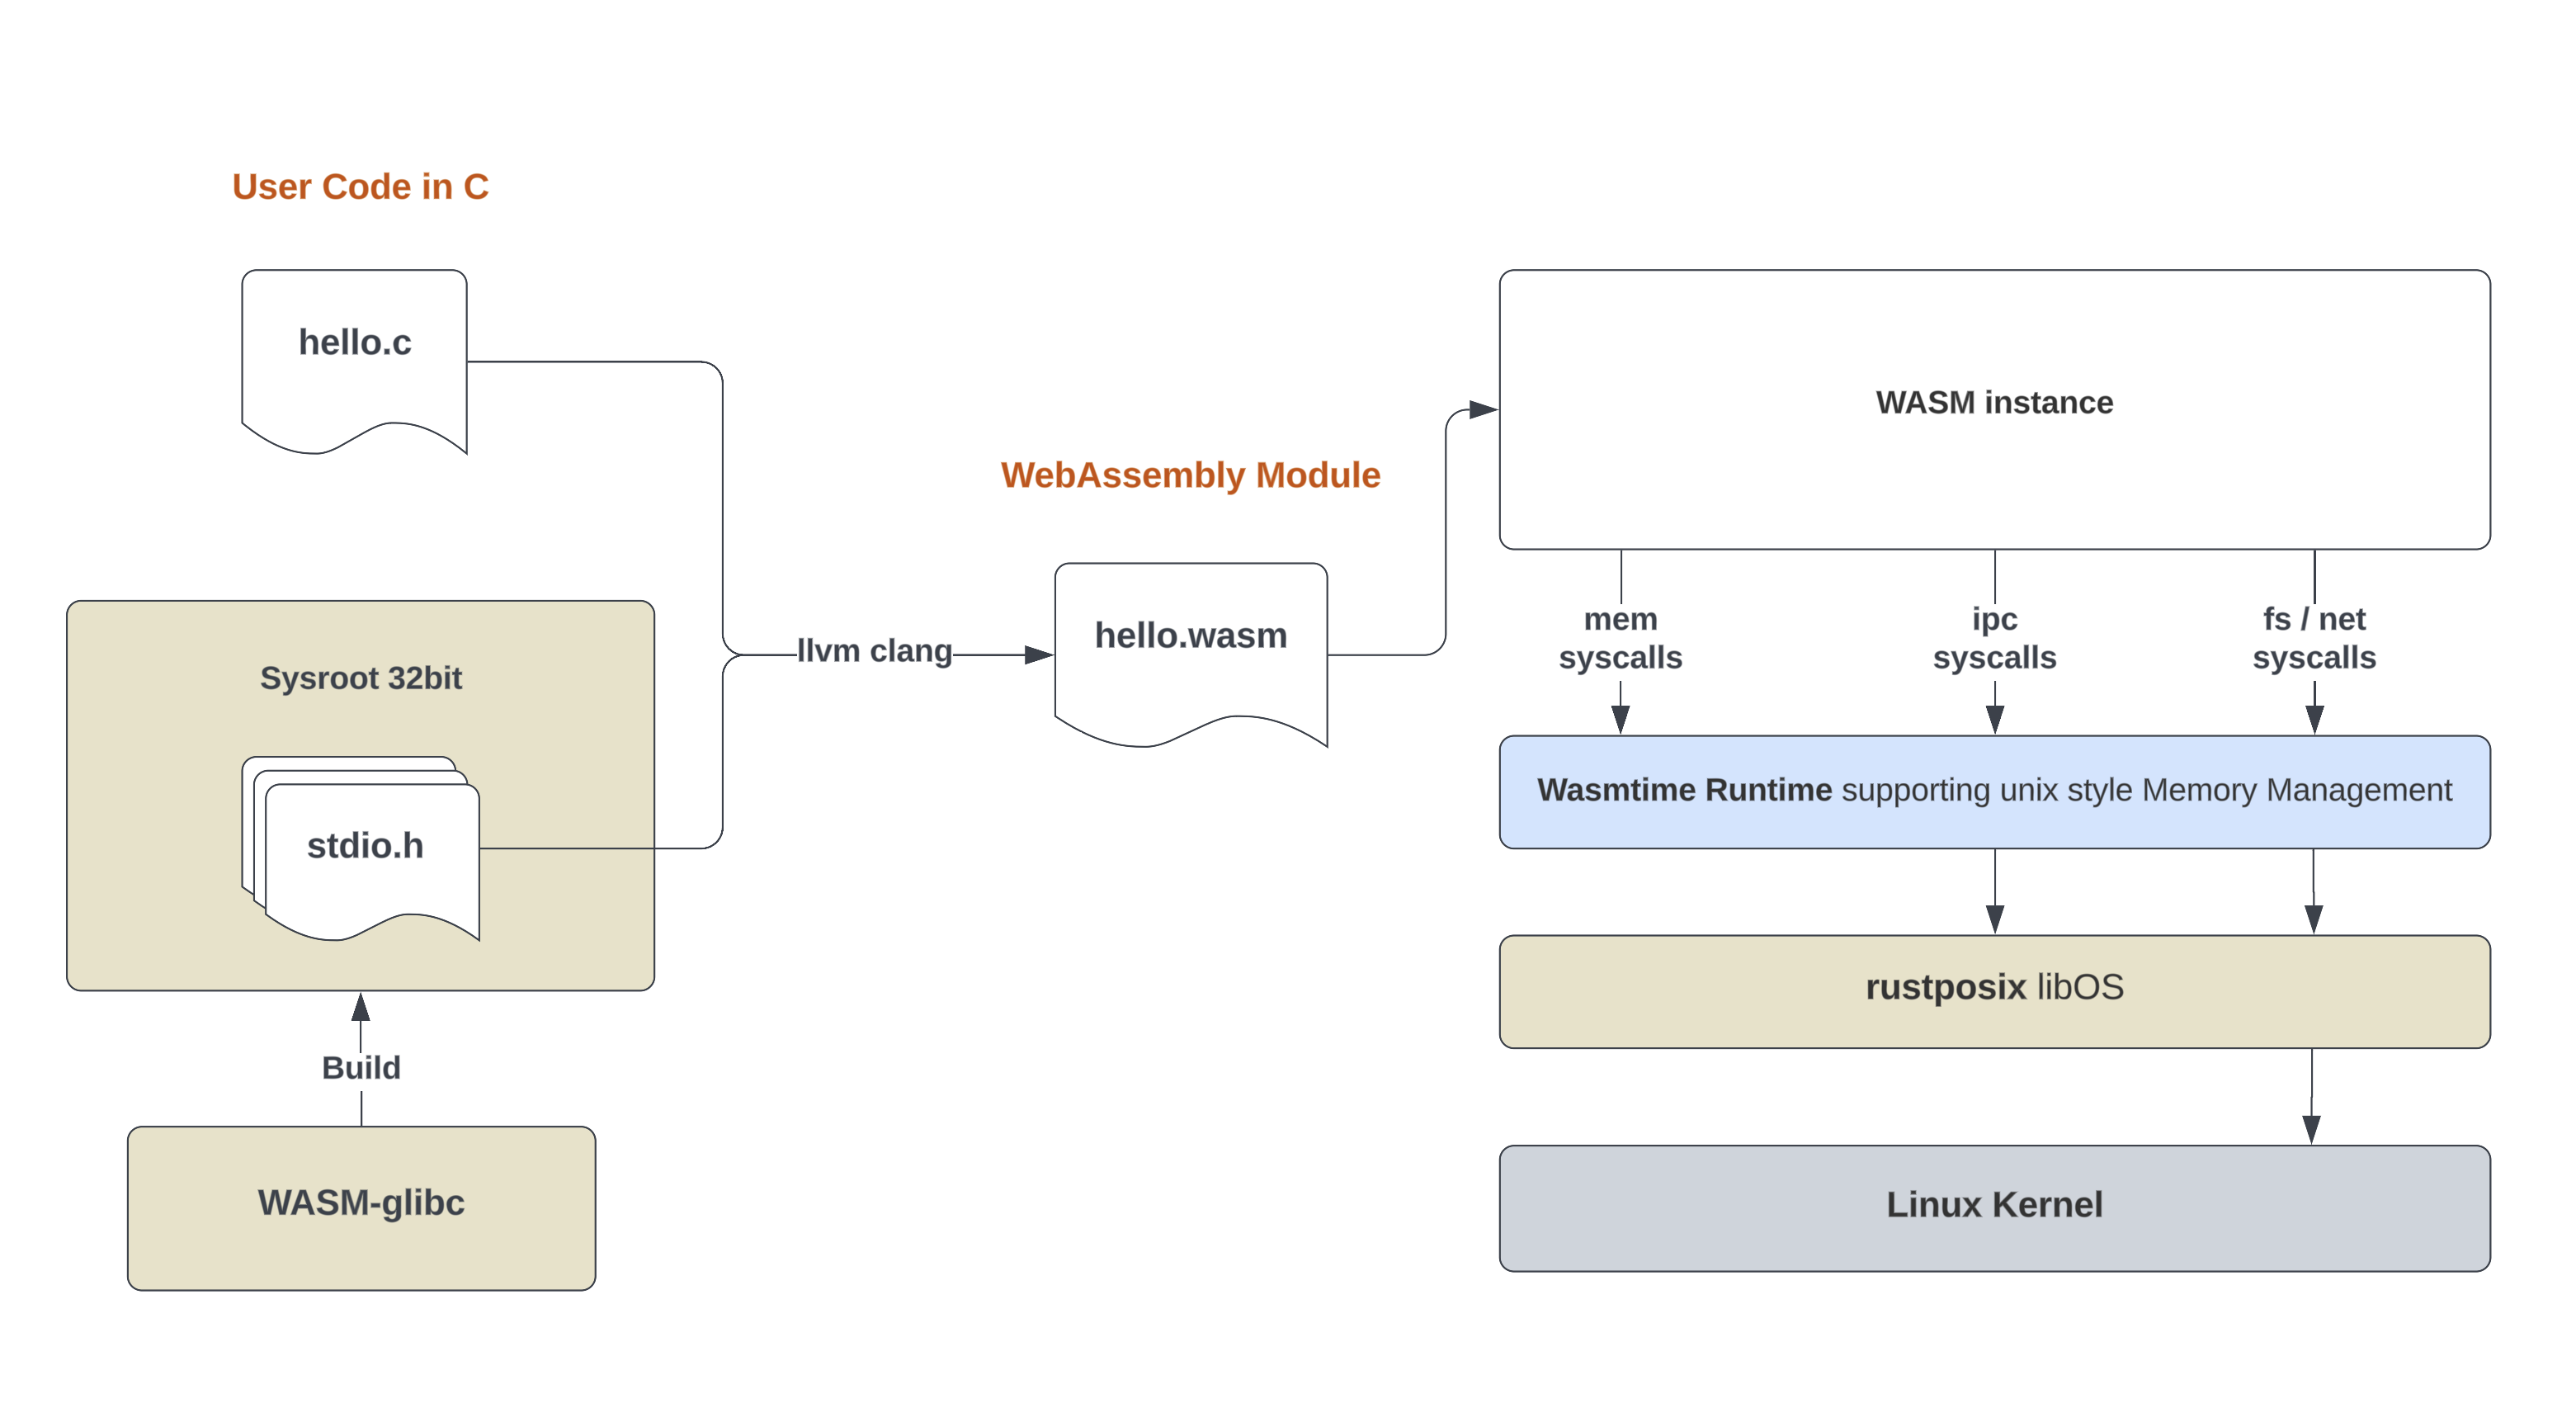 User Code in C
hello.c
Sysroot 32bit
stdio.h
Build
WASM-glibc
llvm clang
WebAssembly Module
hello.wasm
WASM instance
mem
syscalls
ipc
syscalls
fs / net
syscalls
Wasmtime Runtime supporting unix style Memory Management
rustposix libOS
Linux Kernel